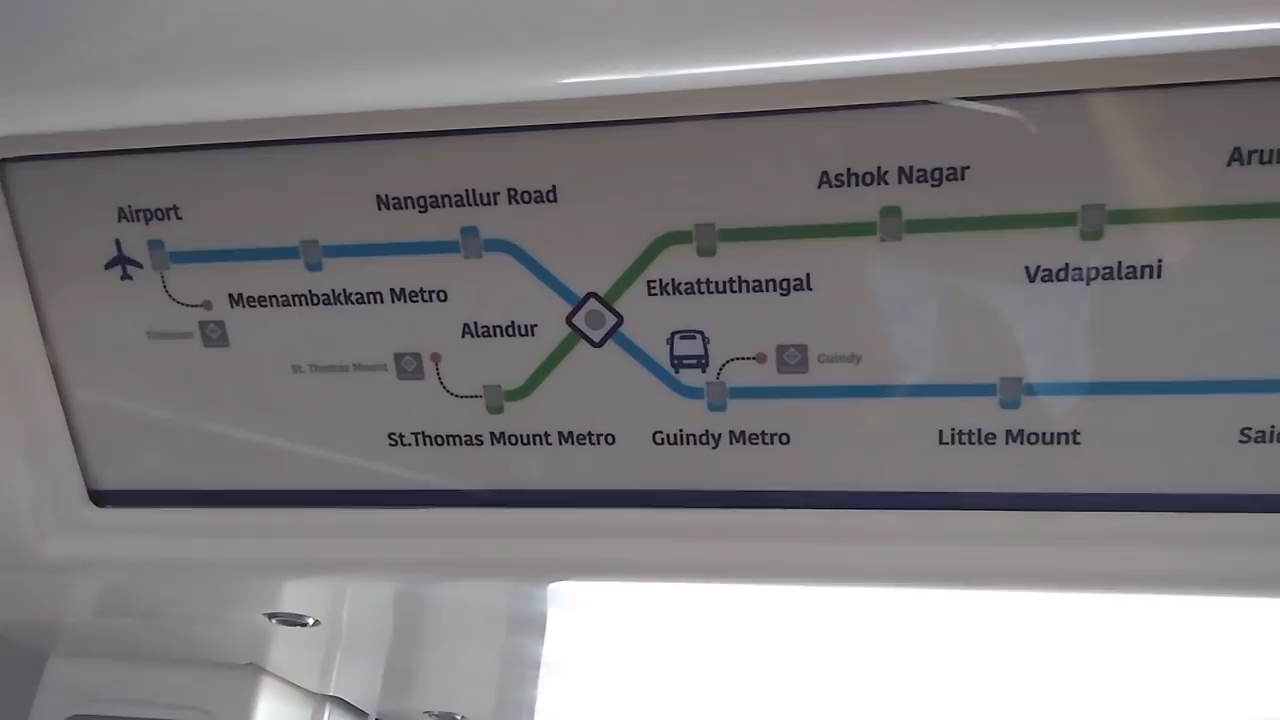 Airport
Nanganallur Road
Ashok Nagar
Meenambakkam Metro
Ekkattuthangal
Vadapalani
Alandur
St. Thomas Mount
Guindy
St.Thomas Mount Metro
Guindy Metro
Little Mount